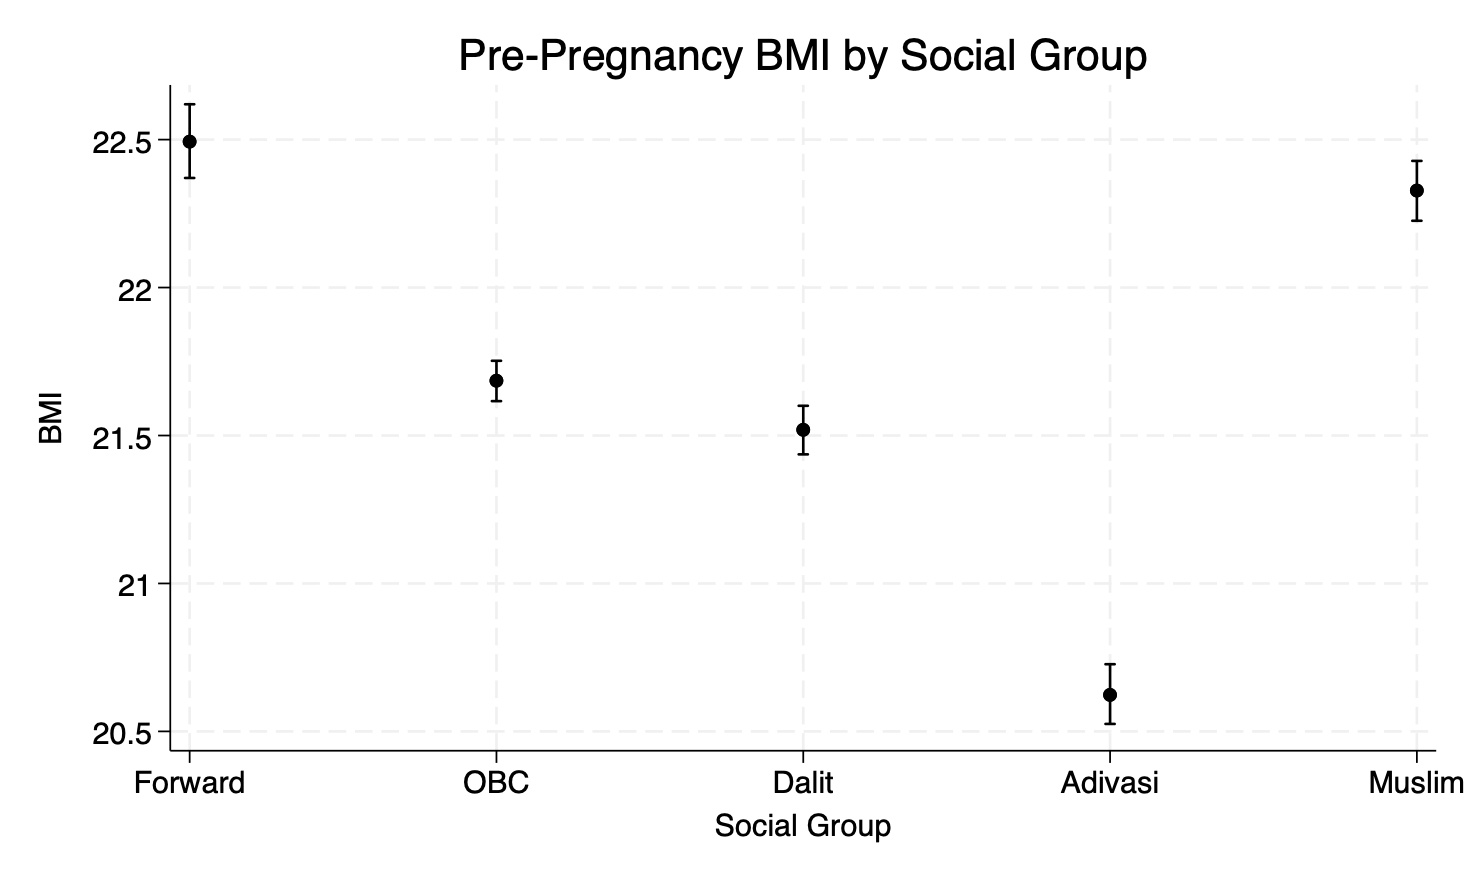 Pre-Pregnancy BMI by Social Group
22.5
22
21.5
21
20.5
BMI
Forward OBC Dalit Adivasi Muslim
Social Group